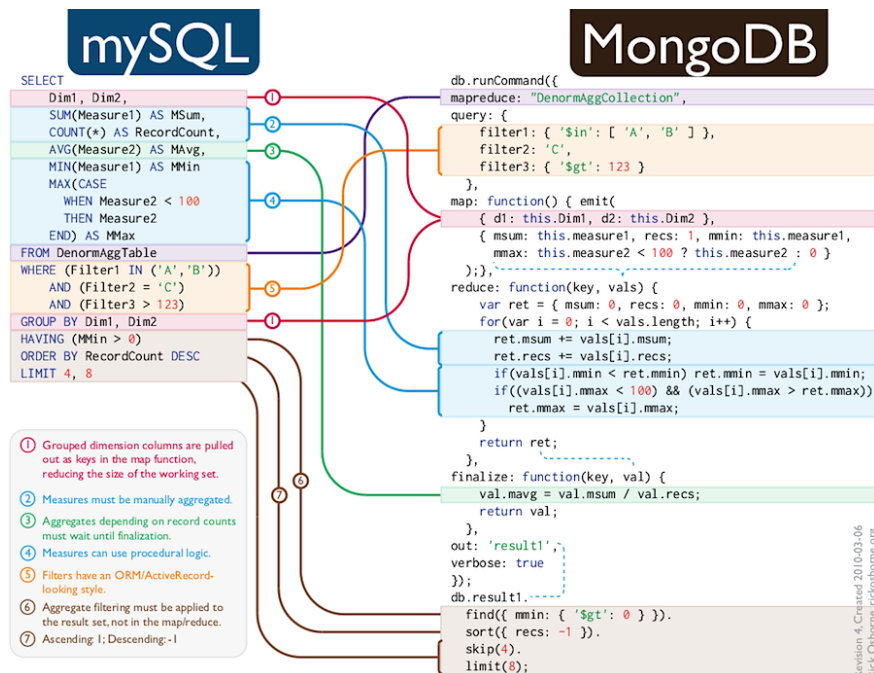 mySQL
SELECT
Dim1, Dim2,
SUM(Measure1) AS MSum,
COUNT(*) AS RecordCount,
AVG(Measure2) AS MAvg,
MIN(Measure1) AS MMin
MAX(CASE
WHEN Measure2 < 100
THEN Measure2
END) AS MMax
FROM DenormAggTable
WHERE (Filter1 IN ('A','B'))
AND (Filter2 = 'C')
AND (Filter3 > 123)
GROUP BY Dim1, Dim2
HAVING (MMin > 0)
ORDER BY RecordCount DESC
LIMIT 4, 8
1
2
3
4
5
1
6
7
1 Grouped dimension columns are pulled
out as keys in the map function,
reducing the size of the working set.
2 Measures must be manually aggregated.
3 Aggregates depending on record counts
must wait until finalization.
4 Measures can use procedural logic.
5 Filters have an ORM/ActiveRecord-
looking style.
6 Aggregate filtering must be applied to
the result set, not in the map/reduce.
7 Ascending: 1; Descending: -1
MongoDB
db.runCommand({
mapreduce: "DenormAggCollection",
query: {
filter1: { '$in': [ 'A', 'B' ] },
filter2: 'C',
filter3: { '$gt': 123 }
},
map: function() { emit(
{ d1: this.Dim1, d2: this.Dim2 },
{ msum: this.measure1, recs: 1, mmin: this.measure1,
mmax: this.measure2 < 100 ? this.measure2 : 0 }
);},
reduce: function(key, vals) {
var ret = { msum: 0, recs: 0, mmin: 0, mmax: 0 };
for(var i = 0; i < vals.length; i++) {
ret.msum += vals[i].msum;
ret.recs += vals[i].recs;
if(vals[i].mmin < ret.mmin) ret.mmin = vals[i].mmin;
if((vals[i].mmax < 100) && (vals[i].mmax > ret.mmax))
ret.mmax = vals[i].mmax;
}
return ret;
},
finalize: function(key, val) {
val.mavg = val.msum / val.recs;
return val;
},
out: 'result1',
verbose: true
});
db.result1.
find({ mmin: { '$gt': 0 } }).
sort({ recs: -1 }).
skip(4).
limit(8);
Revision 4, Created 2010-03-06